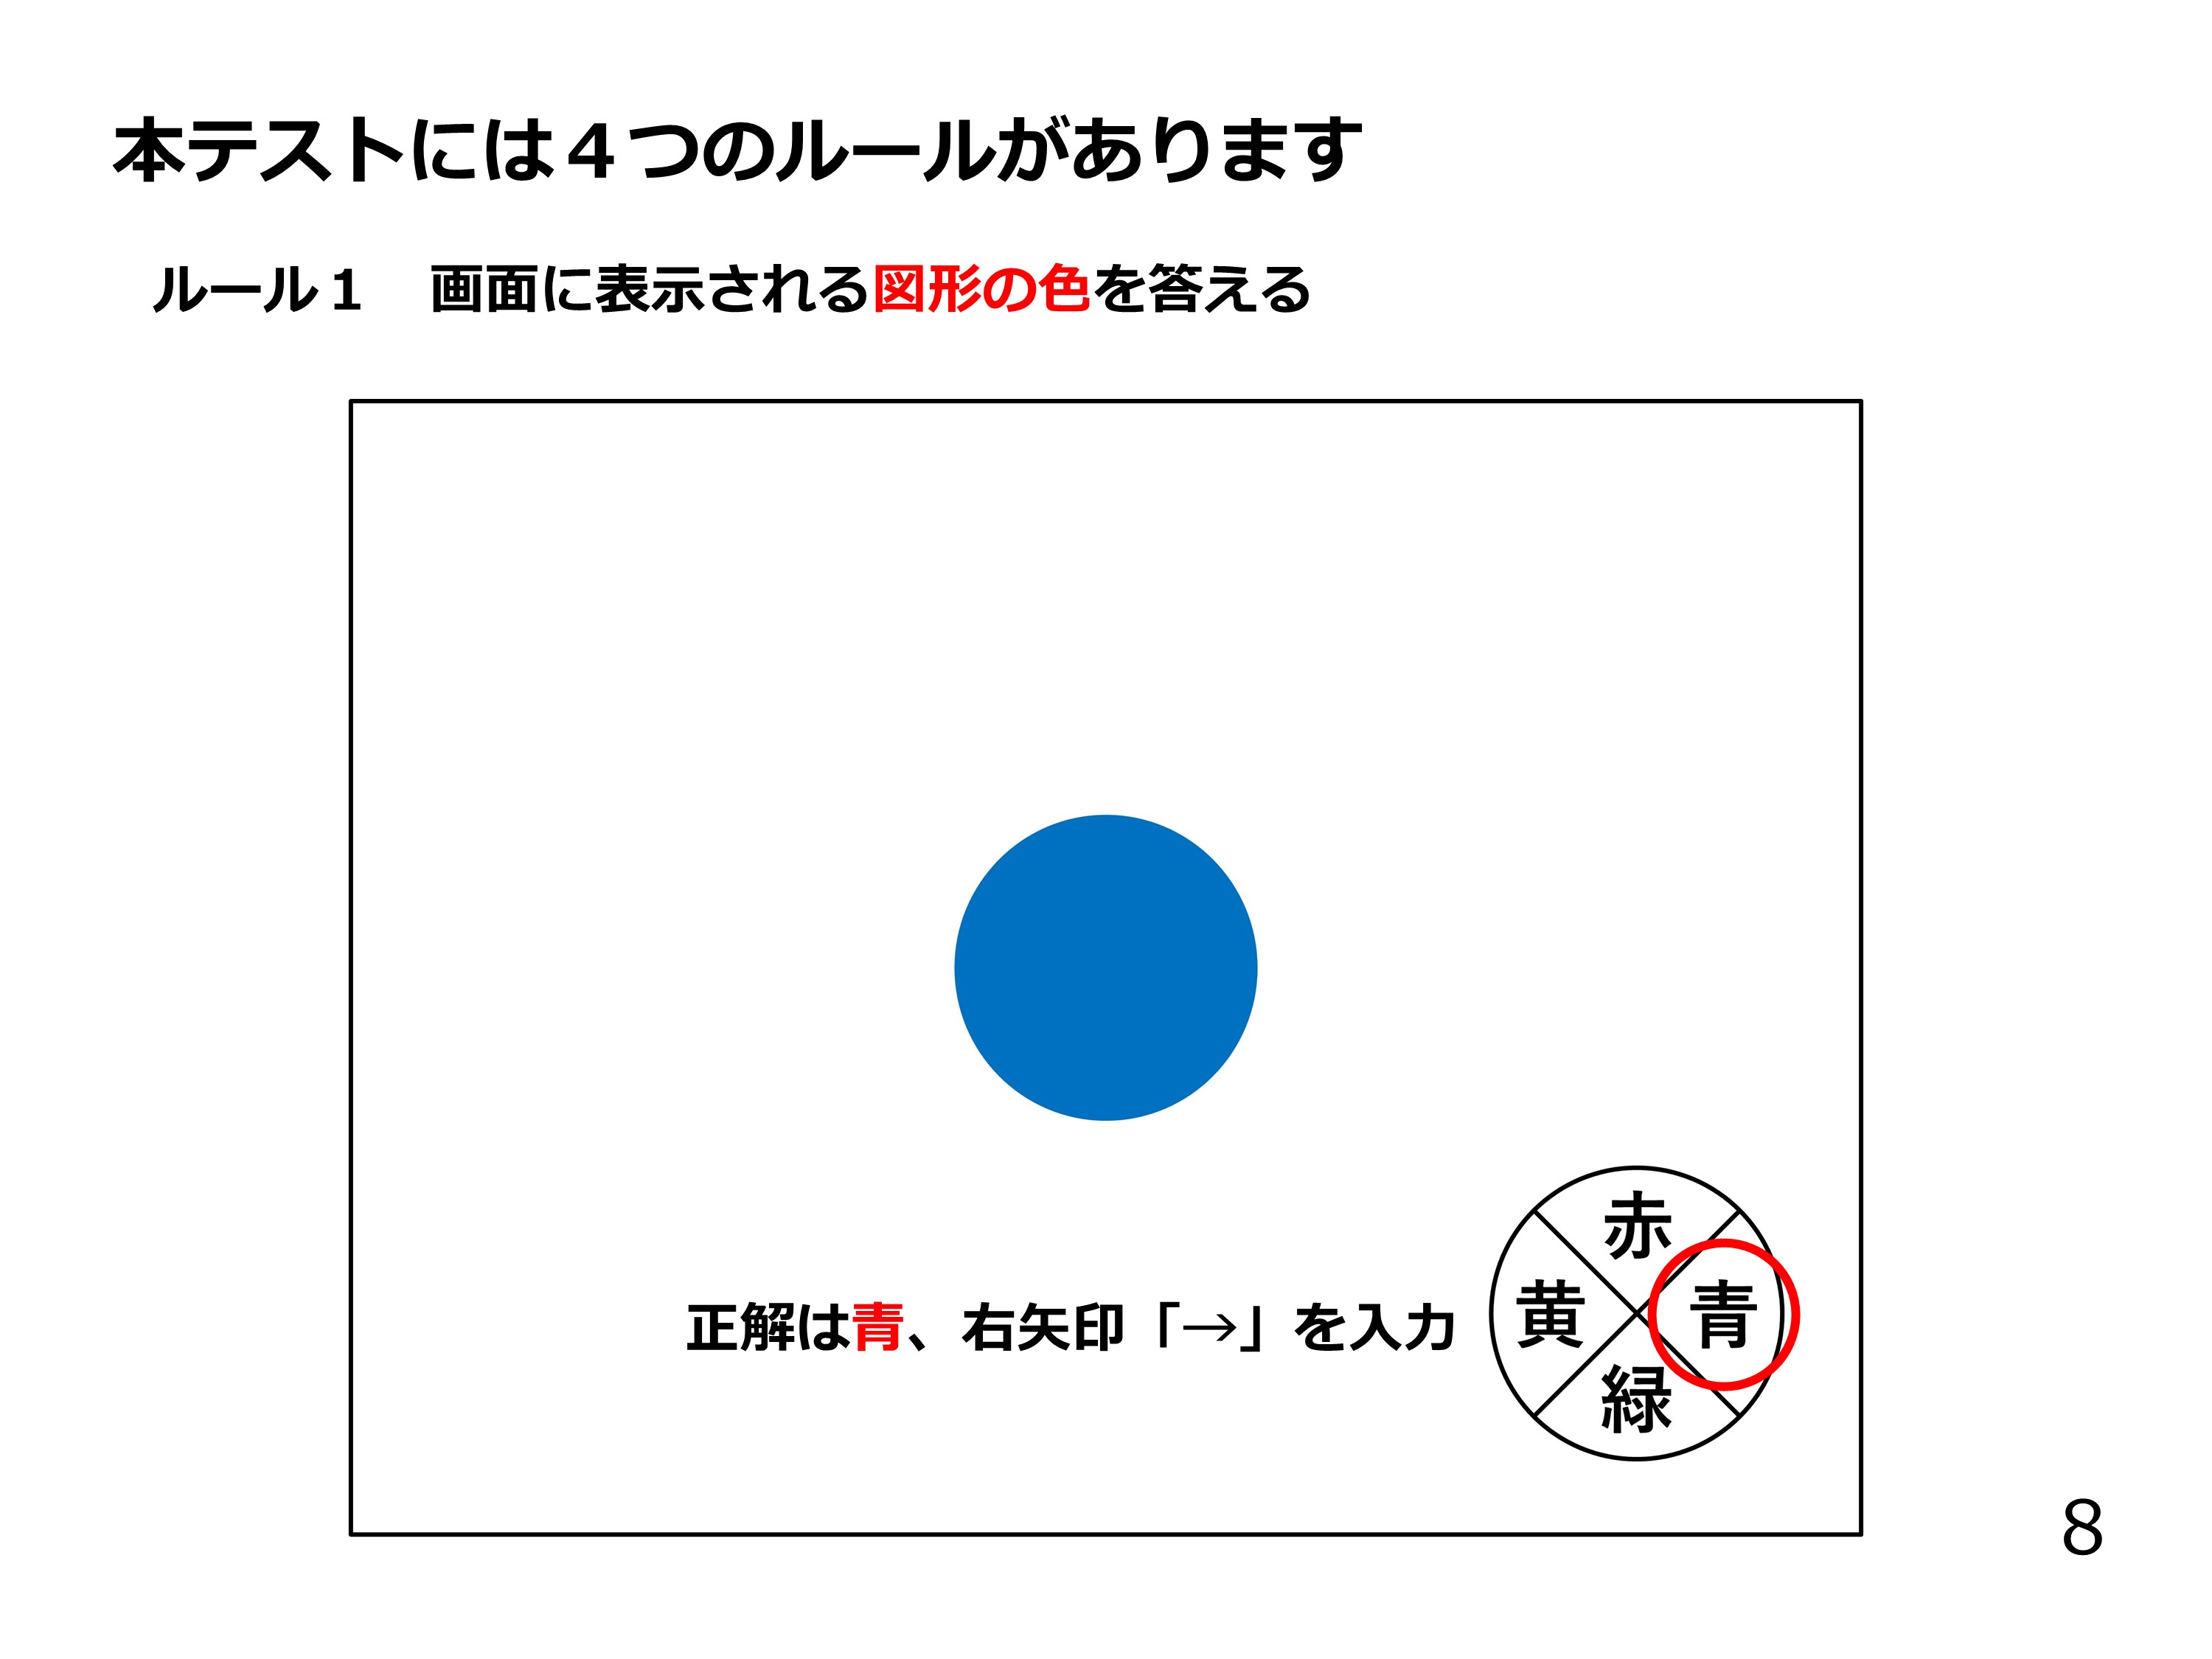 本テストには４つのルールがあります
ルール１　画面に表示される図形の色を答える
赤
黄 青
正解は青、右矢印「→」を入力
緑
8